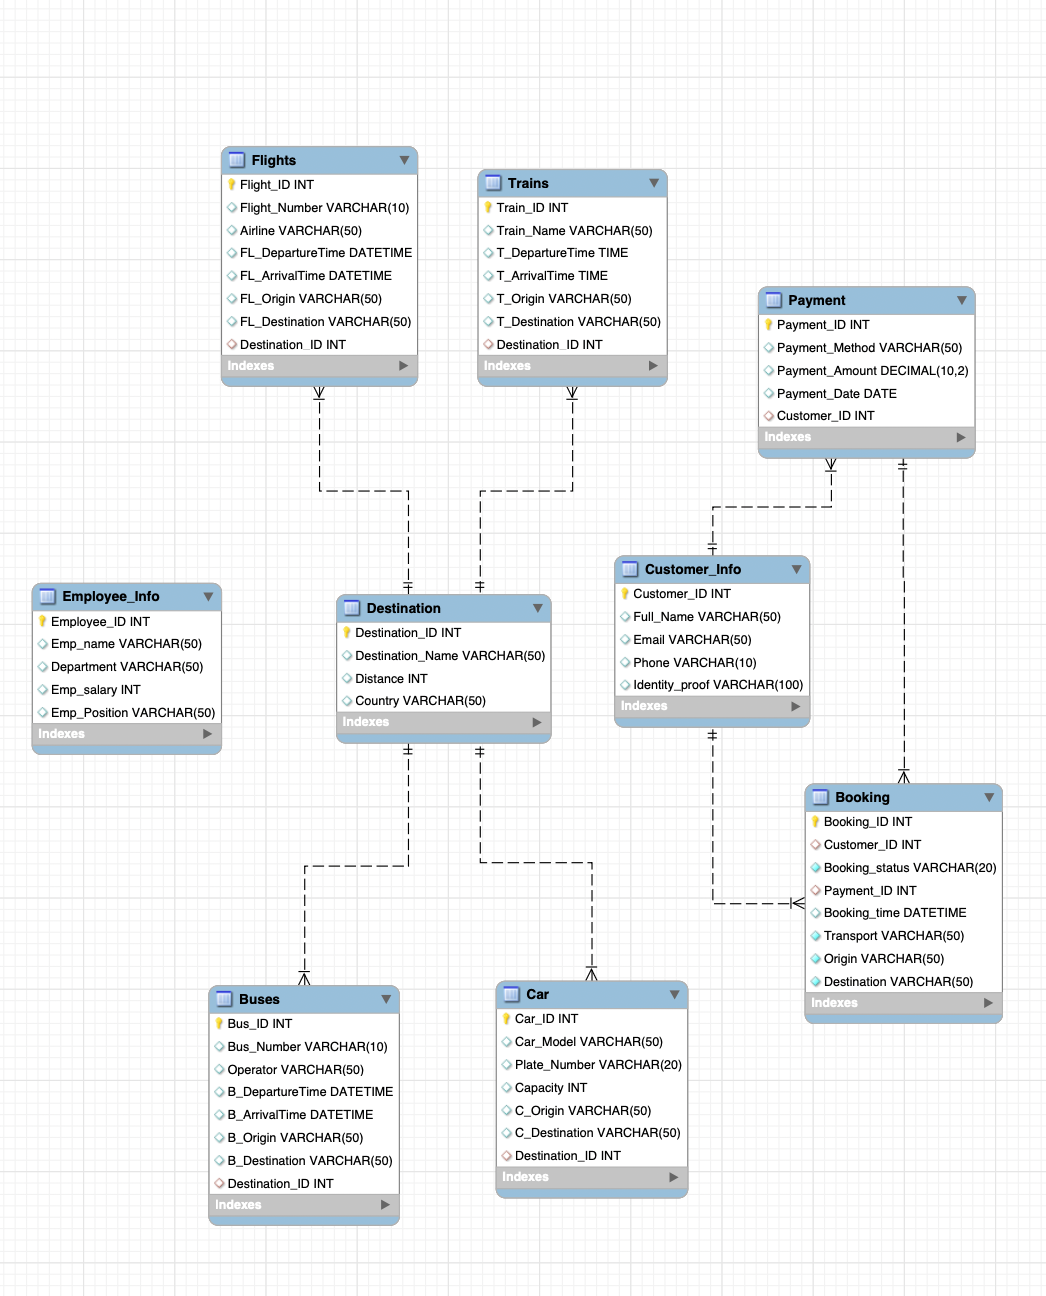 Flights
Flight_ID INT
Flight_Number VARCHAR(10)
Airline VARCHAR(50)
FL_DepartureTime DATETIME
FL_ArrivalTime DATETIME
FL_Origin VARCHAR(50)
FL_Destination VARCHAR(50)
Destination_ID INT
Indexes
Trains
Train_ID INT
Train_Name VARCHAR(50)
T_DepartureTime TIME
T_ArrivalTime TIME
T_Origin VARCHAR(50)
T_Destination VARCHAR(50)
Destination_ID INT
Indexes
Payment
Payment_ID INT
Payment_Method VARCHAR(50)
Payment_Amount DECIMAL(10,2)
Payment_Date DATE
Customer_ID INT
Indexes
Employee_Info
Employee_ID INT
Emp_name VARCHAR(50)
Department VARCHAR(50)
Emp_salary INT
Emp_Position VARCHAR(50)
Indexes
Destination
Destination_ID INT
Destination_Name VARCHAR(50)
Distance INT
Country VARCHAR(50)
Indexes
Customer_Info
Customer_ID INT
Full_Name VARCHAR(50)
Email VARCHAR(50)
Phone VARCHAR(10)
Identity_proof VARCHAR(100)
Indexes
Booking
Booking_ID INT
Customer_ID INT
Booking_status VARCHAR(20)
Payment_ID INT
Booking_time DATETIME
Transport VARCHAR(50)
Origin VARCHAR(50)
Destination VARCHAR(50)
Indexes
Buses
Bus_ID INT
Bus_Number VARCHAR(10)
Operator VARCHAR(50)
B_DepartureTime DATETIME
B_ArrivalTime DATETIME
B_Origin VARCHAR(50)
B_Destination VARCHAR(50)
Destination_ID INT
Indexes
Car
Car_ID INT
Car_Model VARCHAR(50)
Plate_Number VARCHAR(20)
Capacity INT
C_Origin VARCHAR(50)
C_Destination VARCHAR(50)
Destination_ID INT
Indexes